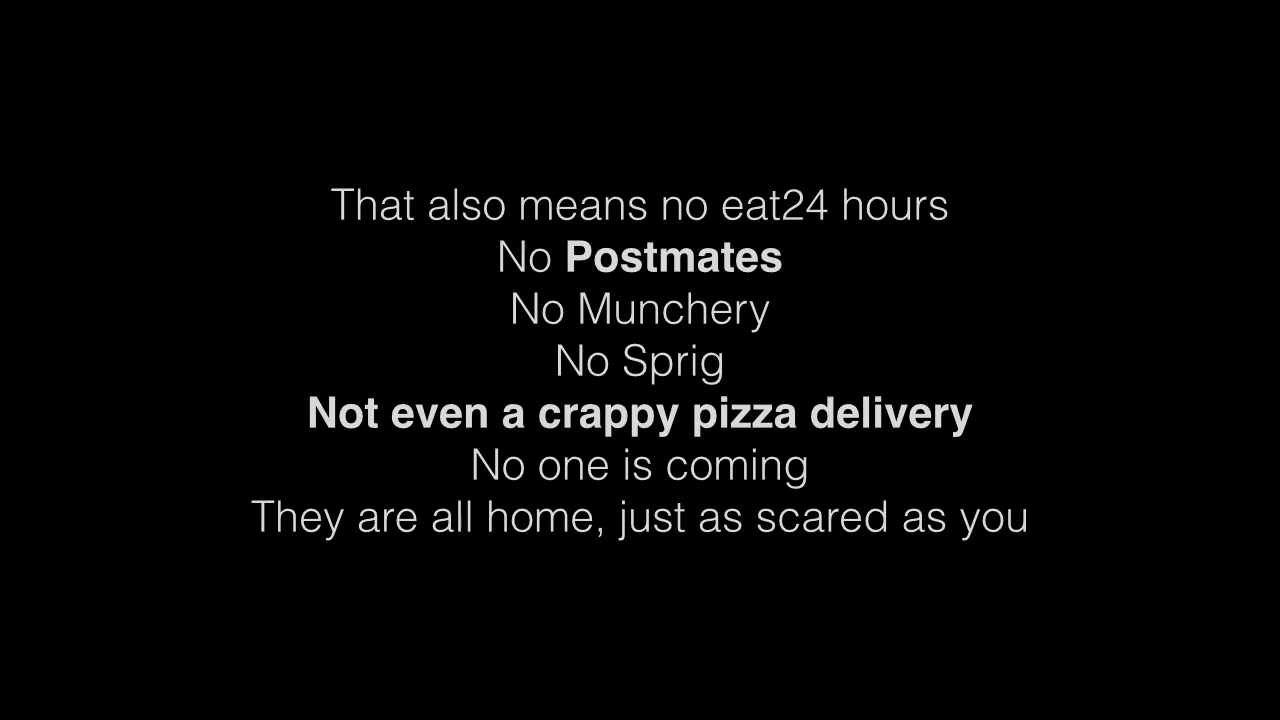 That also means no eat24 hours
No Postmates
No Munchery
No Sprig
Not even a crappy pizza delivery
No one is coming
They are all home, just as scared as you